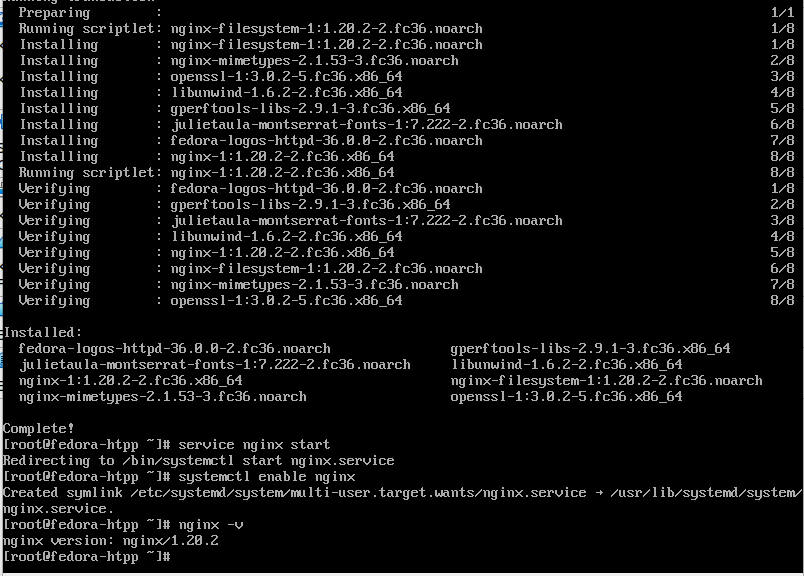 Preparing : 1/1
Running scriptlet: nginx-filesystem-1:1.20.2-2.fc36.noarch 1/8
Installing : nginx-filesystem-1:1.20.2-2.fc36.noarch 1/8
Installing : nginx-mimetypes-2.1.53-3.fc36.noarch 2/8
Installing : openssl-1:3.0.2-5.fc36.x86_64 3/8
Installing : libunwind-1.6.2-2.fc36.x86_64 4/8
Installing : gperftools-libs-2.9.1-3.fc36.x86_64 5/8
Installing : julietaula-montserrat-fonts-1:7.222-2.fc36.noarch 6/8
Installing : fedora-logos-httpd-36.0.0-2.fc36.noarch 7/8
Installing : nginx-1:1.20.2-2.fc36.x86_64 8/8
Running scriptlet: nginx-1:1.20.2-2.fc36.x86_64 8/8
Verifying : fedora-logos-httpd-36.0.0-2.fc36.noarch 1/8
Verifying : gperftools-libs-2.9.1-3.fc36.x86_64 2/8
Verifying : julietaula-montserrat-fonts-1:7.222-2.fc36.noarch 3/8
Verifying : libunwind-1.6.2-2.fc36.x86_64 4/8
Verifying : nginx-1:1.20.2-2.fc36.x86_64 5/8
Verifying : nginx-filesystem-1:1.20.2-2.fc36.noarch 6/8
Verifying : nginx-mimetypes-2.1.53-3.fc36.noarch 7/8
Verifying : openssl-1:3.0.2-5.fc36.x86_64 8/8
Installed:
fedora-logos-httpd-36.0.0-2.fc36.noarch gperftools-libs-2.9.1-3.fc36.x86_64
julietaula-montserrat-fonts-1:7.222-2.fc36.noarch libunwind-1.6.2-2.fc36.x86_64
nginx-1:1.20.2-2.fc36.x86_64 nginx-filesystem-1:1.20.2-2.fc36.noarch
nginx-mimetypes-2.1.53-3.fc36.noarch openssl-1:3.0.2-5.fc36.x86_64
Complete!
[root@fedora-htpp ~]# service nginx start
Redirecting to /bin/systemctl start nginx.service
[root@fedora-htpp ~]# systemctl enable nginx
Created symlink /etc/systemd/system/multi-user.target.wants/nginx.service → /usr/lib/systemd/system/
nginx.service.
[root@fedora-htpp ~]# nginx -v
nginx version: nginx/1.20.2
[root@fedora-htpp ~]#